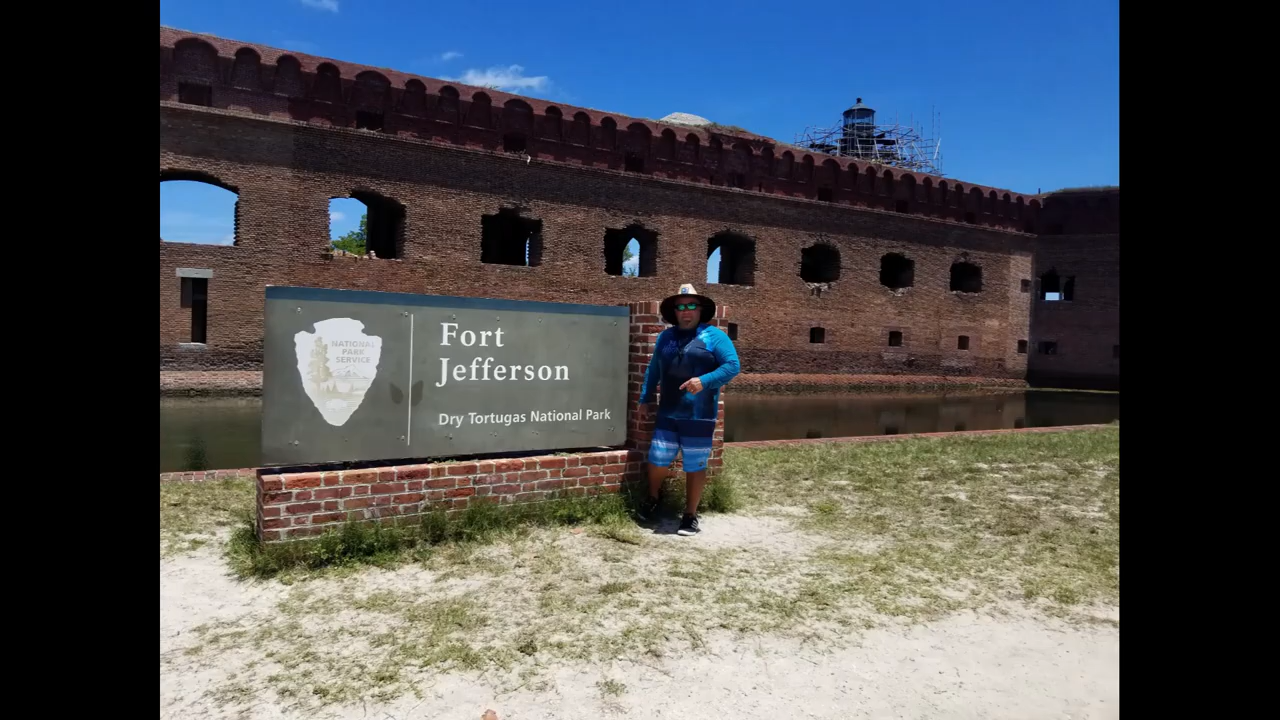 NATIONAL
PARK
SERVICE
Fort
Jefferson
Dry Tortugas National Park